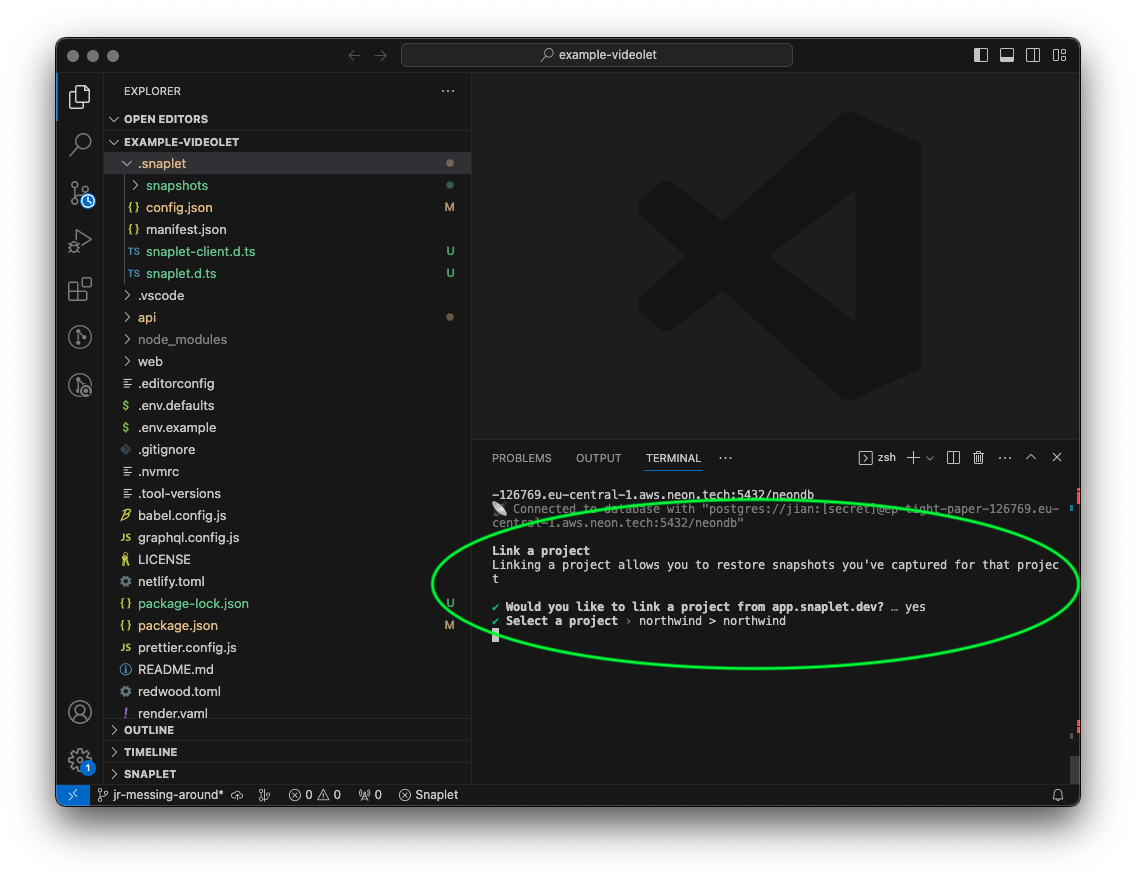 example-videolet
EXPLORER
OPEN EDITORS
EXAMPLE-VIDEOLET
.snaplet
snapshots
{} config.json M
{} manifest.json
TS snaplet-client.d.ts U
TS snaplet.d.ts U
.vscode
api
node_modules
web
.editorconfig
$ .env.defaults
$ .env.example
.gitignore
.nvmrc
.tool-versions
babel.config.js
JS graphql.config.js
LICENSE
netlify.toml
{} package-lock.json U
{} package.json M
JS prettier.config.js
README.md
redwood.toml
! render.yaml
OUTLINE
TIMELINE
SNAPLET
1
PROBLEMS OUTPUT TERMINAL ···
zsh
-126769.eu-central-1.aws.neon.tech:5432/neondb
Connected to database with "postgres://jian:[secret]@ep-tight-paper-126769.eu-
central-1.aws.neon.tech:5432/neondb"
Link a project
Linking a project allows you to restore snapshots you've captured for that projec
t
✔ Would you like to link a project from app.snaplet.dev? … yes
✔ Select a project › northwind > northwind
jr-messing-around* 0 0 0 Snaplet